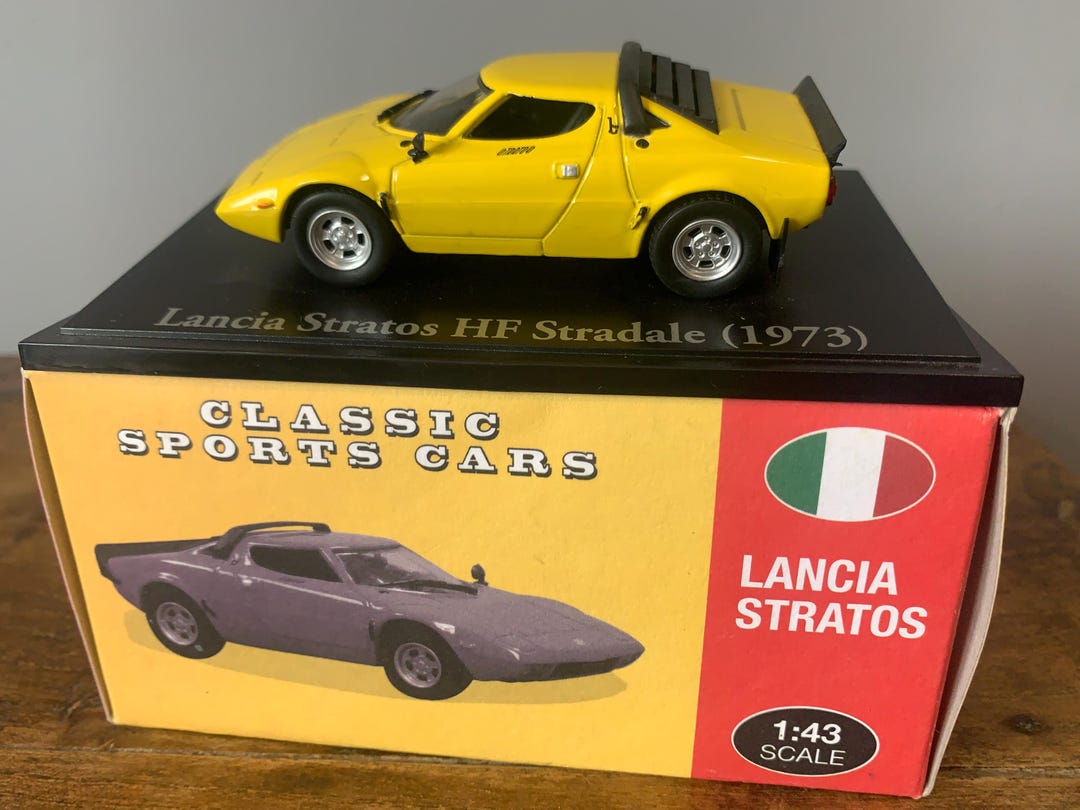 Lancia Stratos HF Stradale (1973)
CLASSIC
SPORTS CARS
LANCIA
STRATOS
1:43
SCALE